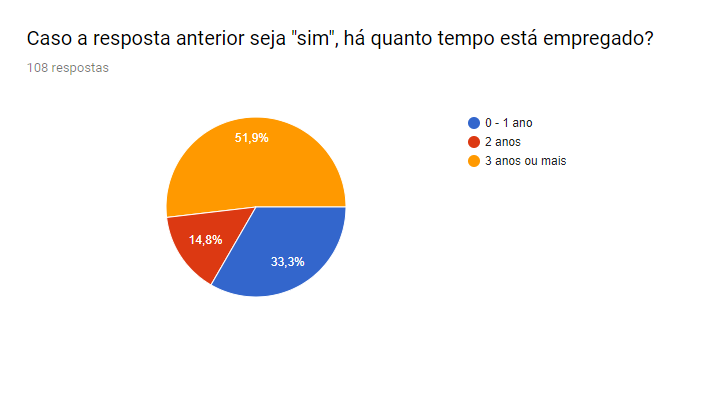 Caso a resposta anterior seja "sim", há quanto tempo está empregado?
108 respostas
51,9%
14,8%
33,3%
0 - 1 ano
2 anos
3 anos ou mais